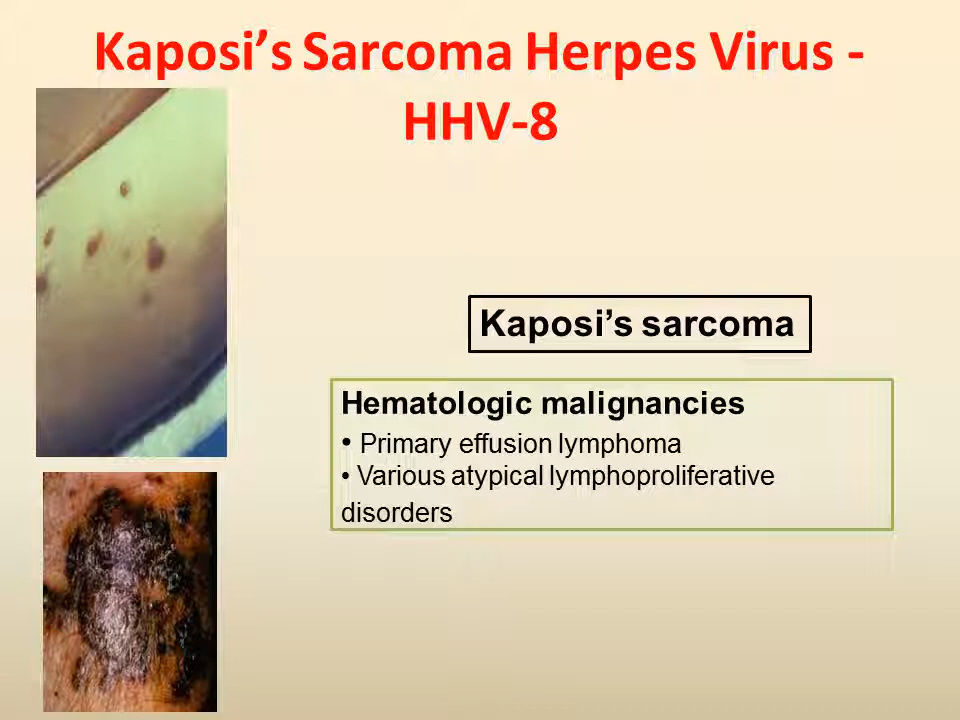 Kaposi’s Sarcoma Herpes Virus -
HHV-8
Kaposi’s sarcoma
Hematologic malignancies
• Primary effusion lymphoma
• Various atypical lymphoproliferative
disorders